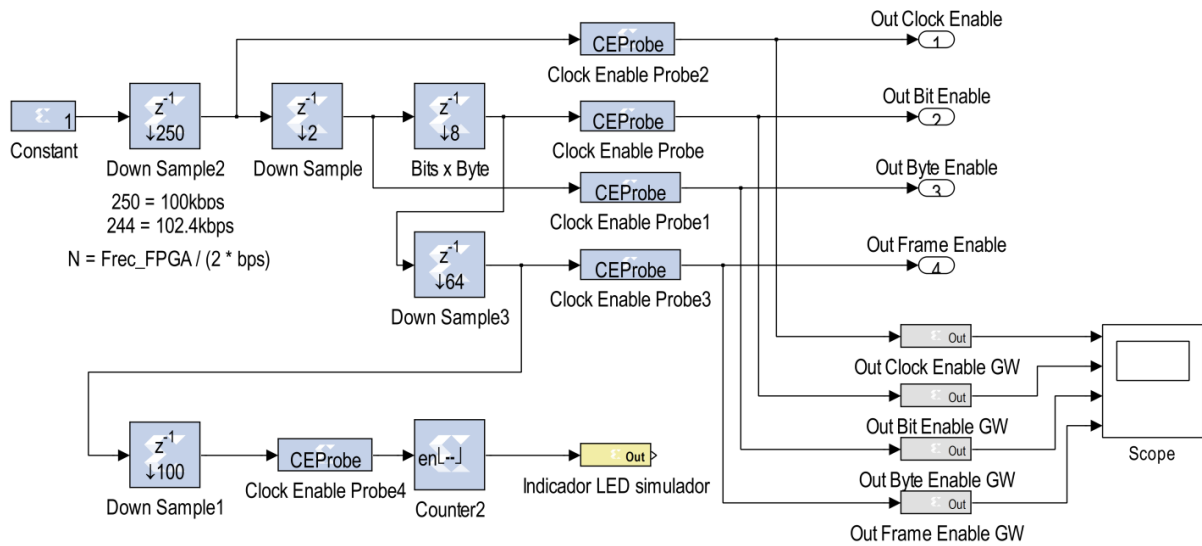 Out Clock Enable
1
CEProbe
Clock Enable Probe2
1
Constant
z-1
↓250
Down Sample2
z-1
↓2
Down Sample
z-1
↓8
Bits x Byte
CEProbe
Clock Enable Probe
Out Bit Enable
2
CEProbe
Clock Enable Probe1
Out Byte Enable
3
250 = 100kbps
244 = 102.4kbps
N = Frec_FPGA / (2 * bps)
z-1
↓64
Down Sample3
CEProbe
Clock Enable Probe3
Out Frame Enable
4
Out
Out Clock Enable GW
Out
Out Bit Enable GW
Out
Out Byte Enable GW
Out
Out Frame Enable GW
Scope
z-1
↓100
Down Sample1
CEProbe
Clock Enable Probe4
en
Counter2
Out
Indicador LED simulador